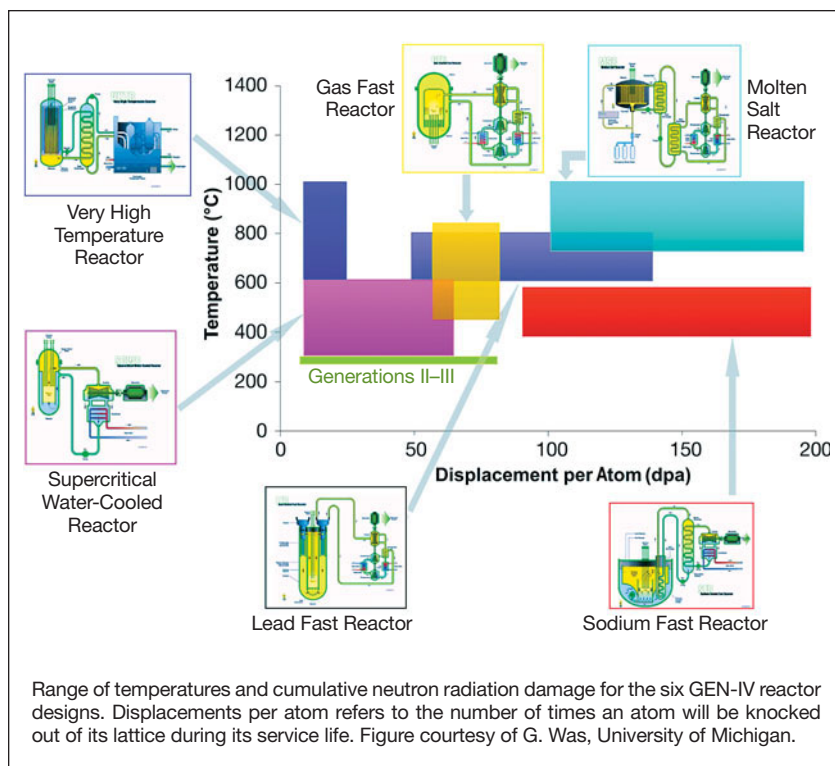 Gas Fast
Reactor
Molten
Salt
Reactor
Very High
Temperature
Reactor
Supercritical
Water-Cooled
Reactor
Temperature (°C)
1400
1200
1000
800
600
400
200
0
Generations II–III
0
50
100
150
200
Displacement per Atom (dpa)
Lead Fast Reactor
Sodium Fast Reactor
Range of temperatures and cumulative neutron radiation damage for the six GEN-IV reactor
designs. Displacements per atom refers to the number of times an atom will be knocked
out of its lattice during its service life. Figure courtesy of G. Was, University of Michigan.